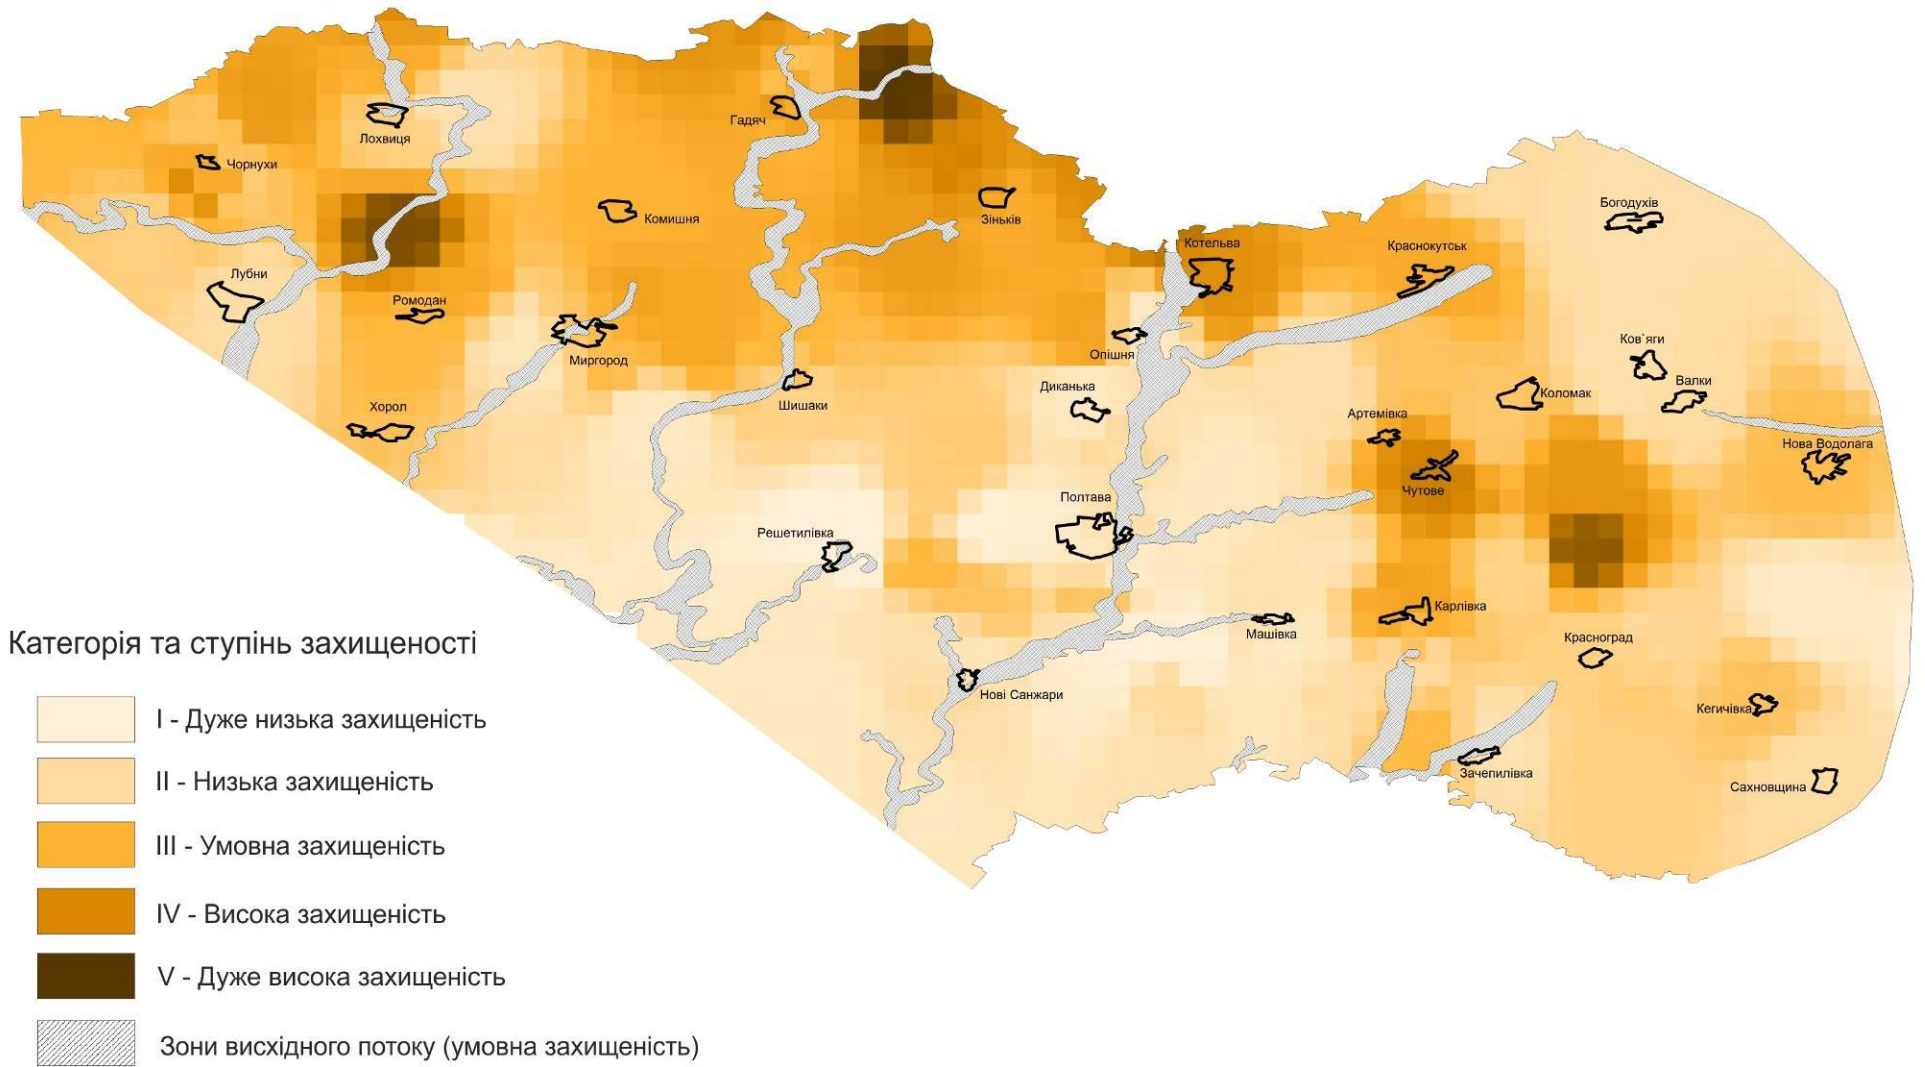 Лохвиця
Гадяч
Чорнухи
Комишня
Зіньків
Богодухів
Котельва
Краснокутськ
Лубни
Ромодан
Миргород
Опішня
Ков`яги
Шишаки
Диканька
Валки
Коломак
Хорол
Артемівка
Нова Водолага
Чутове
Полтава
Решетилівка
Карлівка
Машівка
Красноград
Нові Санжари
Кегичівка
Зачепилівка
Сахновщина
Категорія та ступінь захищеності
I - Дуже низька захищеність
II - Низька захищеність
III - Умовна захищеність
IV - Висока захищеність
V - Дуже висока захищеність
Зони висхідного потоку (умовна захищеність)